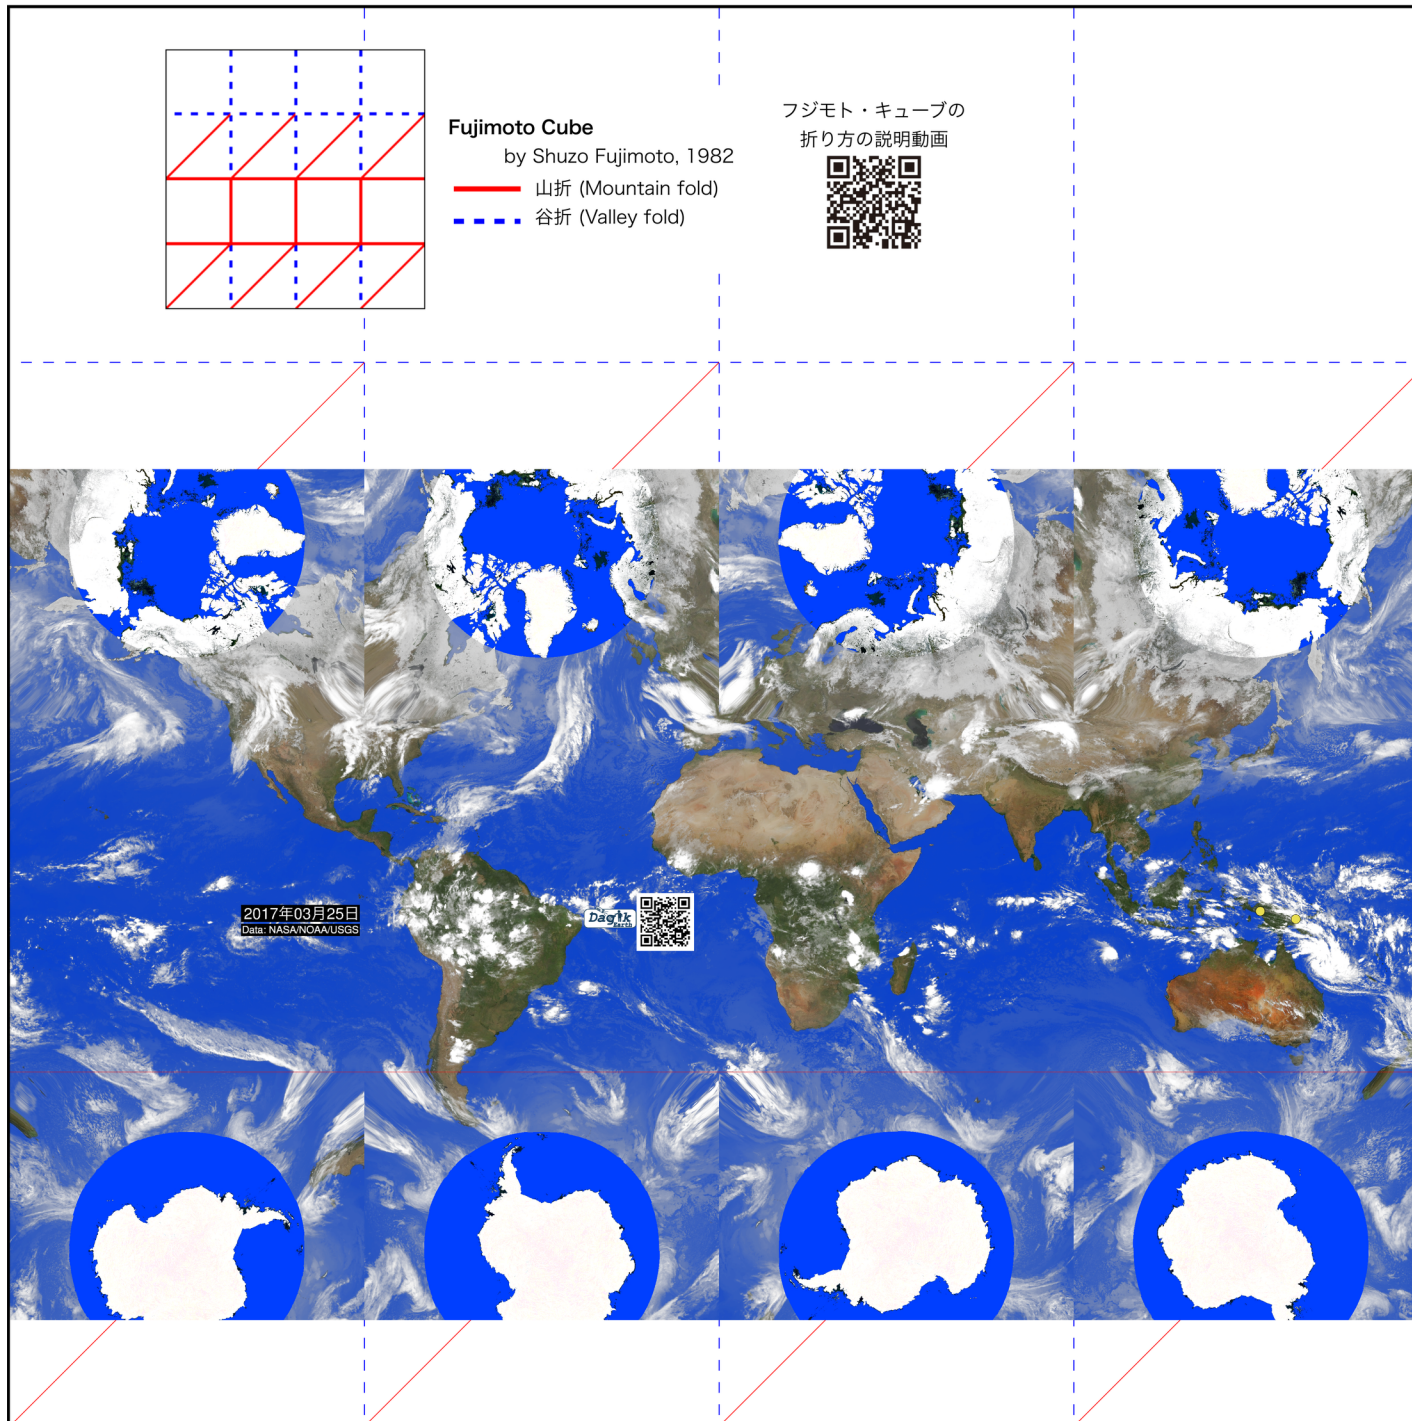 Fujimoto Cube
by Shuzo Fujimoto, 1982
山折 (Mountain fold)
谷折 (Valley fold)
フジモト・キューブの
折り方の説明動画
2017年03月25日
Data: NASA/NOAA/USGS
Dagik
Earth